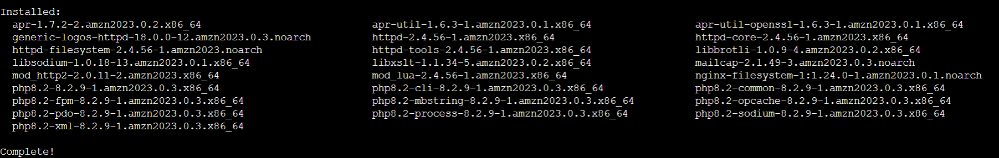 Installed:
apr-1.7.2-2.amzn2023.0.2.x86_64 apr-util-1.6.3-1.amzn2023.0.1.x86_64 apr-util-openssl-1.6.3-1.amzn2023.0.1.x86_64
generic-logos-httpd-18.0.0-12.amzn2023.0.3.noarch httpd-2.4.56-1.amzn2023.x86_64 httpd-core-2.4.56-1.amzn2023.x86_64
httpd-filesystem-2.4.56-1.amzn2023.noarch httpd-tools-2.4.56-1.amzn2023.x86_64 libbrotli-1.0.9-4.amzn2023.0.2.x86_64
libsodium-1.0.18-13.amzn2023.0.1.x86_64 libxslt-1.1.34-5.amzn2023.0.2.x86_64 mailcap-2.1.49-3.amzn2023.0.3.noarch
mod_http2-2.0.11-2.amzn2023.x86_64 mod_lua-2.4.56-1.amzn2023.x86_64 nginx-filesystem-1:1.24.0-1.amzn2023.0.1.noarch
php8.2-8.2.9-1.amzn2023.0.3.x86_64 php8.2-cli-8.2.9-1.amzn2023.0.3.x86_64 php8.2-common-8.2.9-1.amzn2023.0.3.x86_64
php8.2-fpm-8.2.9-1.amzn2023.0.3.x86_64 php8.2-mbstring-8.2.9-1.amzn2023.0.3.x86_64 php8.2-opcache-8.2.9-1.amzn2023.0.3.x86_64
php8.2-pdo-8.2.9-1.amzn2023.0.3.x86_64 php8.2-process-8.2.9-1.amzn2023.0.3.x86_64 php8.2-sodium-8.2.9-1.amzn2023.0.3.x86_64
php8.2-xml-8.2.9-1.amzn2023.0.3.x86_64
Complete!